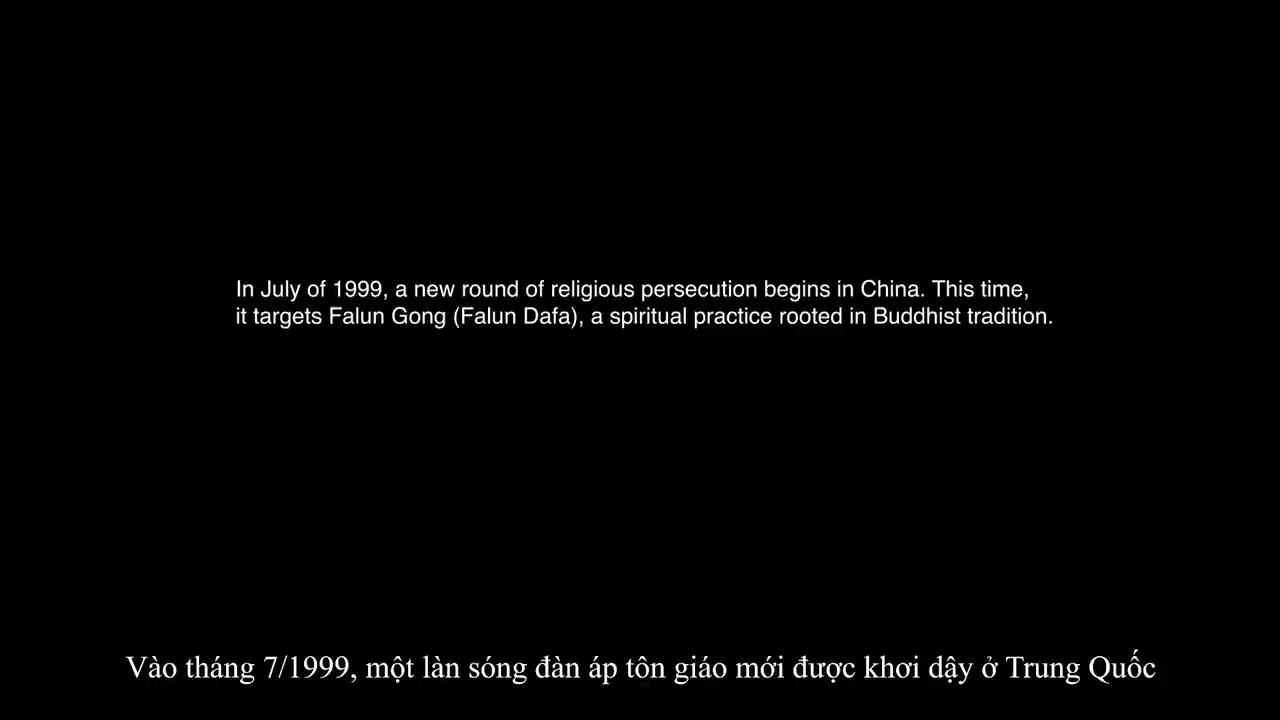 In July of 1999, a new round of religious persecution begins in China. This time,
it targets Falun Gong (Falun Dafa), a spiritual practice rooted in Buddhist tradition.
Vào tháng 7/1999, một làn sóng đàn áp tôn giáo mới được khơi dậy ở Trung Quốc